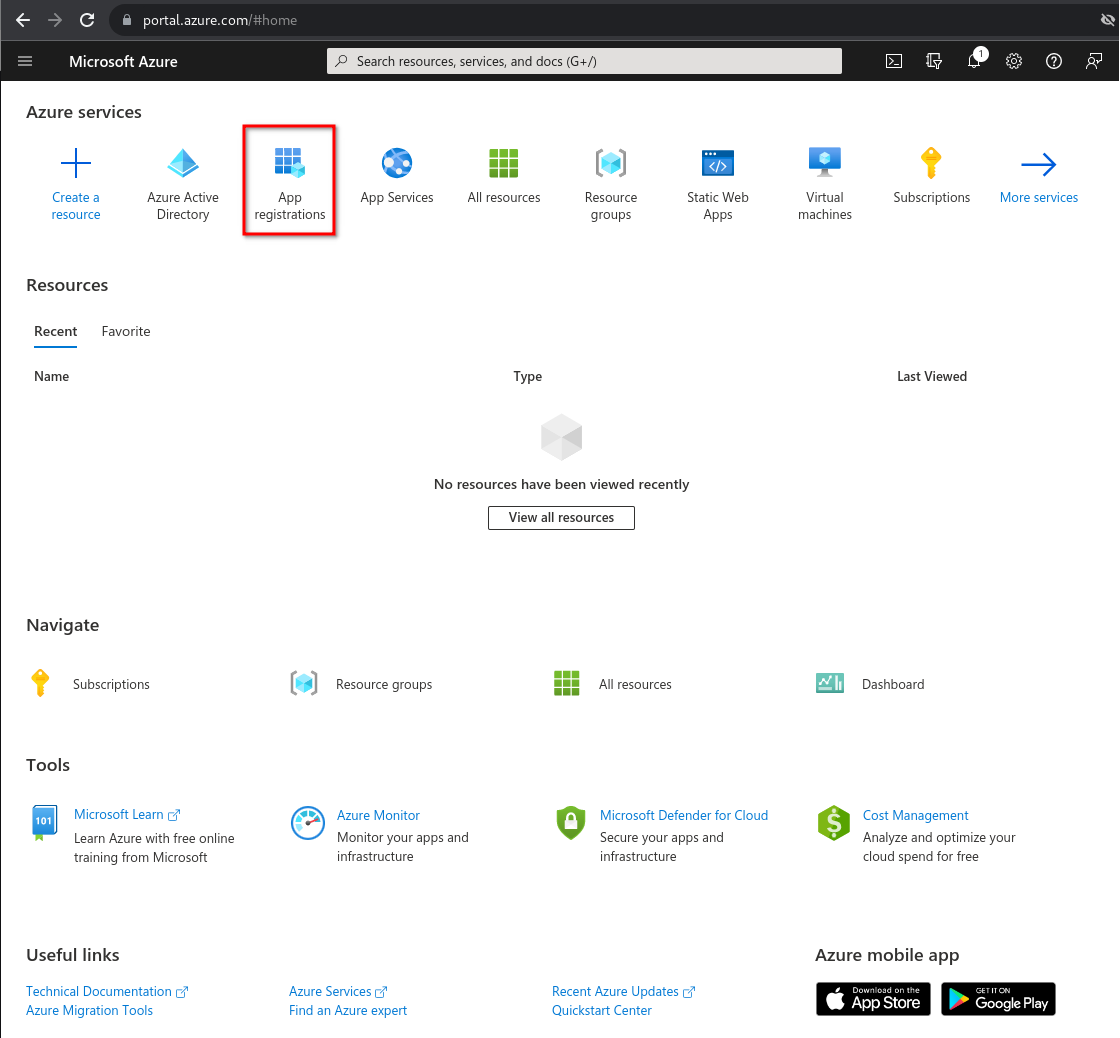 portal.azure.com/#home
Microsoft Azure
Search resources, services, and docs (G+/)
1
Azure services
Create a
resource
Azure Active
Directory
App
registrations
App Services
All resources
Resource
groups
Static Web
Apps
Virtual
machines
Subscriptions
More services
Resources
Recent
Favorite
Name
Type
Last Viewed
No resources have been viewed recently
View all resources
Navigate
Subscriptions
Resource groups
All resources
Dashboard
Tools
101
Microsoft Learn
Learn Azure with free online
training from Microsoft
Azure Monitor
Monitor your apps and
infrastructure
Microsoft Defender for Cloud
Secure your apps and
infrastructure
$
Cost Management
Analyze and optimize your
cloud spend for free
Useful links
Technical Documentation
Azure Migration Tools
Azure Services
Find an Azure expert
Recent Azure Updates
Quickstart Center
Azure mobile app
Download on the
App Store
GET IT ON
Google Play